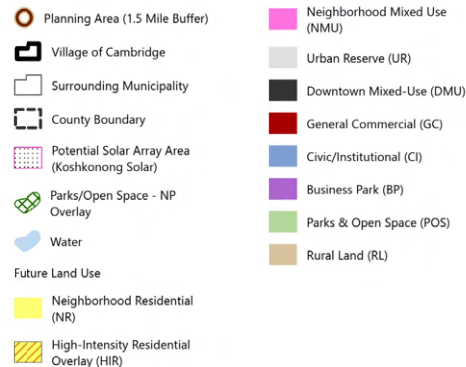 Planning Area (1.5 Mile Buffer)
Village of Cambridge
Surrounding Municipality
County Boundary
Potential Solar Array Area
(Koshkonong Solar)
Parks/Open Space - NP
Overlay
Water
Future Land Use
Neighborhood Residential
(NR)
High-Intensity Residential
Overlay (HIR)
Neighborhood Mixed Use
(NMU)
Urban Reserve (UR)
Downtown Mixed-Use (DMU)
General Commercial (GC)
Civic/Institutional (CI)
Business Park (BP)
Parks & Open Space (POS)
Rural Land (RL)